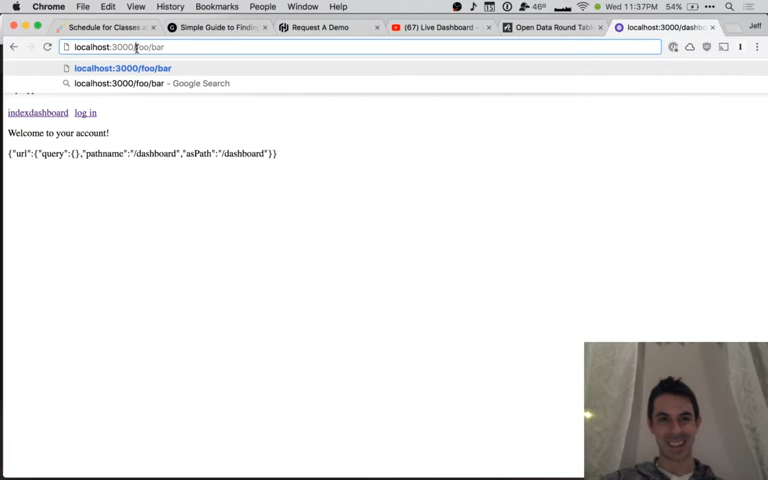 Chrome File Edit View History Bookmarks People Window Help 46° Wed 11:37PM 54%
Schedule for Classes a
Simple Guide to Findin
Request A Demo
(67) Live Dashboard -
Open Data Round Tabl
localhost:3000/dashbo
Jeff
localhost:3000/foo/bar
localhost:3000/foo/bar
localhost:3000/foo/bar - Google Search
indexdashboard log in
Welcome to your account!
{"url":{"query":{},"pathname":"/dashboard","asPath":"/dashboard"}}